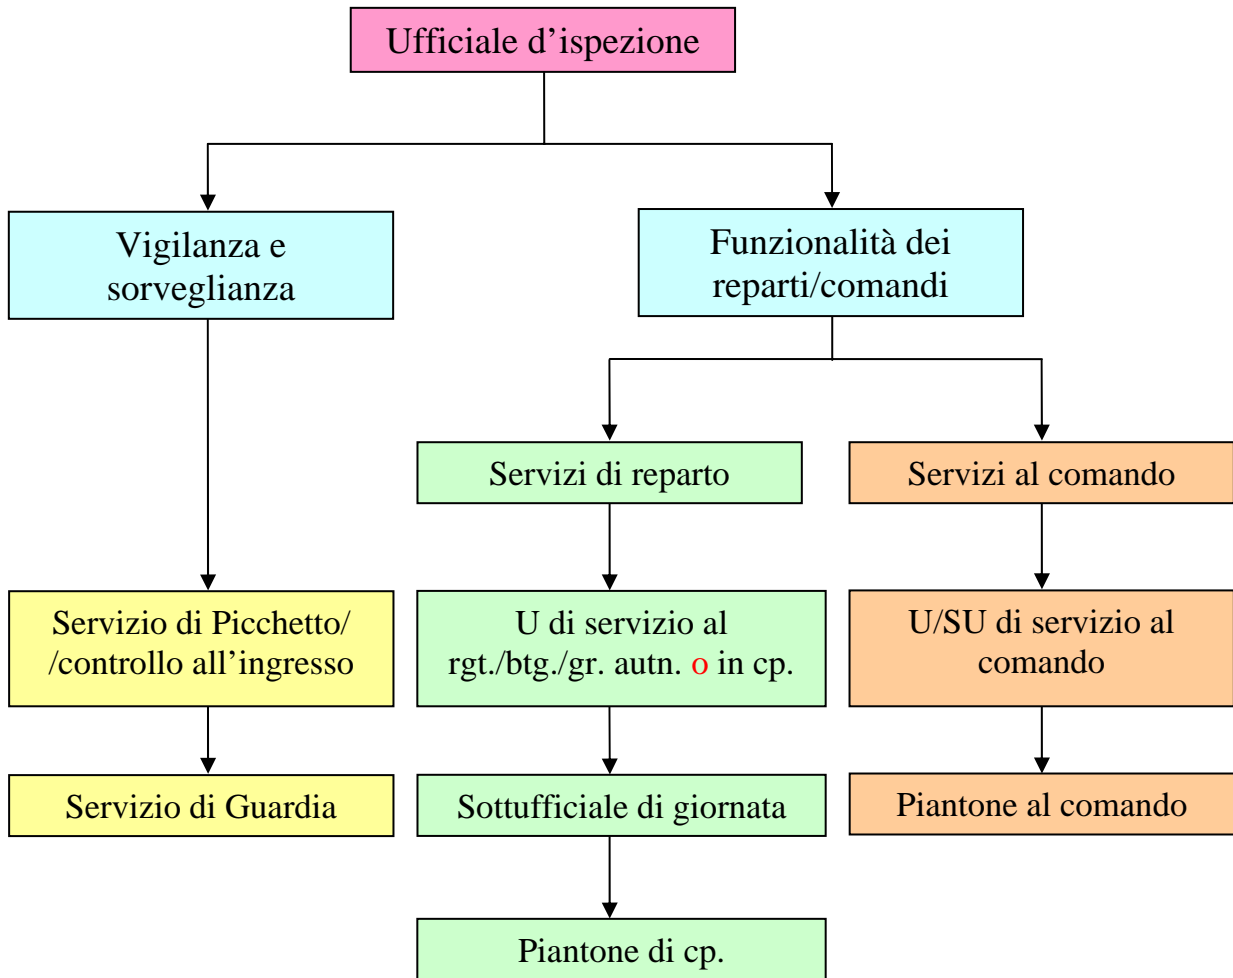 Ufficiale d’ispezione
Vigilanza e
sorveglianza
Funzionalità dei
reparti/comandi
Servizi di reparto
Servizi al comando
Servizio di Picchetto/
/controllo all’ingresso
U di servizio al
rgt./btg./gr. autn. o in cp.
U/SU di servizio al
comando
Servizio di Guardia
Sottufficiale di giornata
Piantone al comando
Piantone di cp.